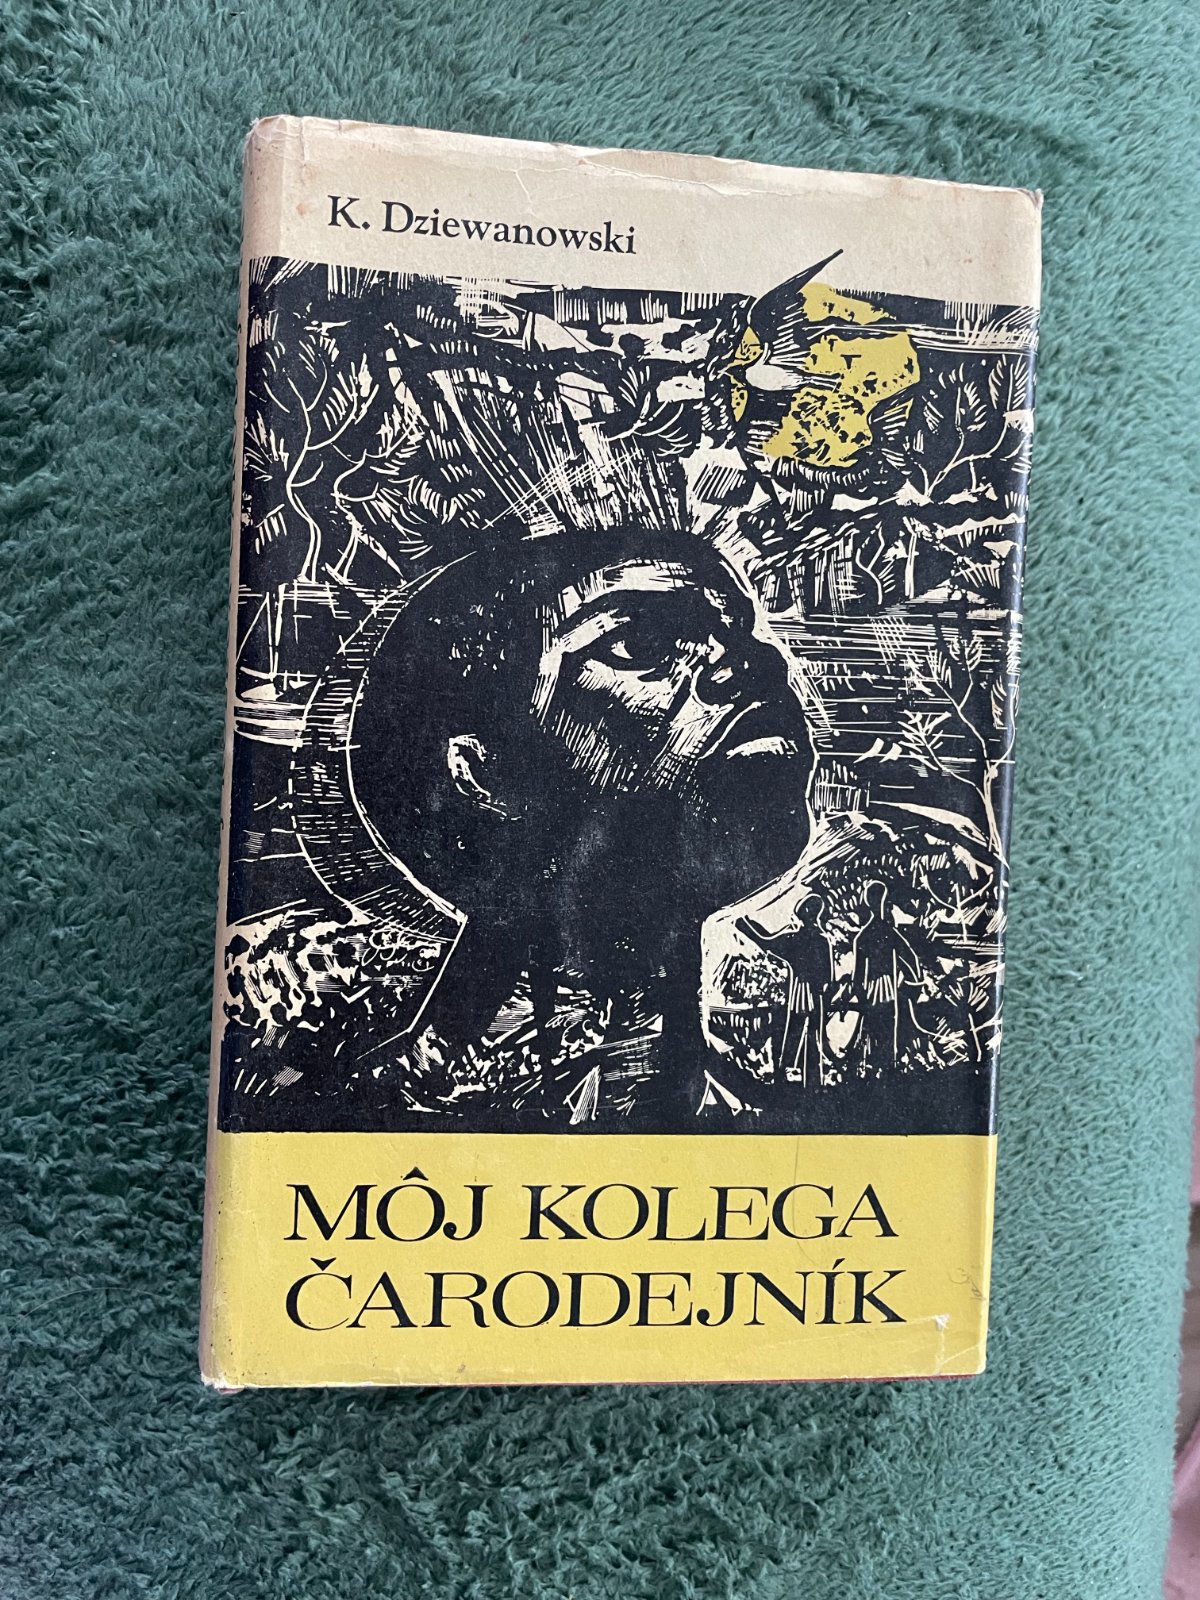 K. Dziewanowski
MÔJ KOLEGA
ČARODEJNÍK